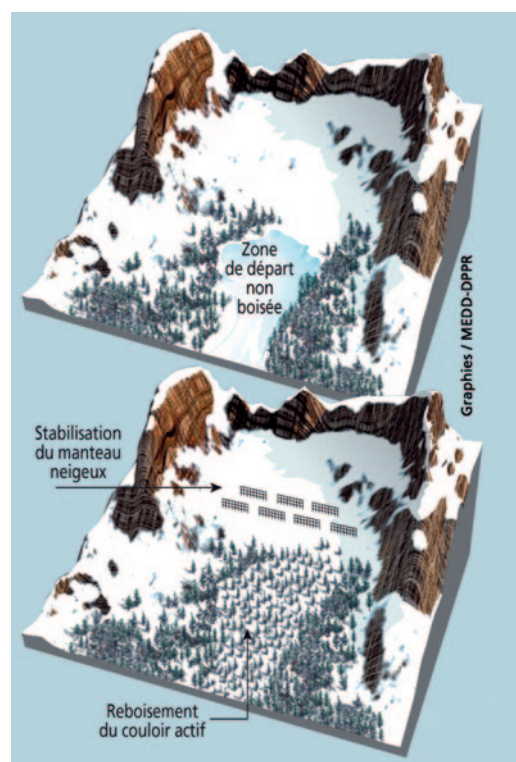 Zone
de départ
non
boisée
Graphies / MEDD-DPPR
Stabilisation
du manteau
neigeux
Reboisement
du couloir actif